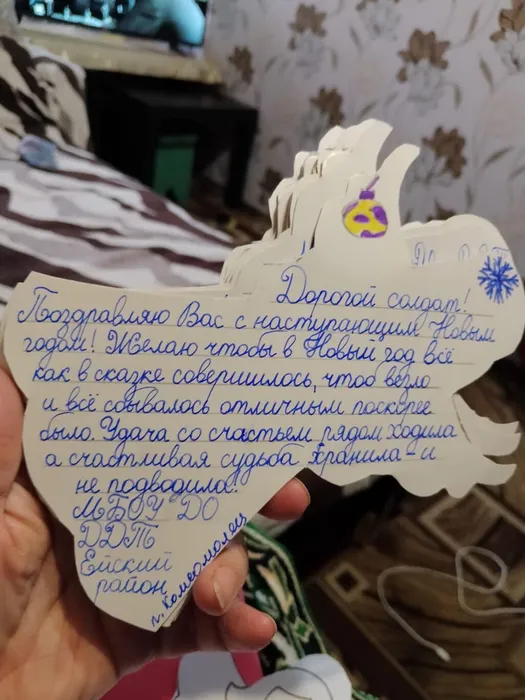 Дорогой солдат!
Поздравляю Вас с наступающим Новым
годом! Желаю чтобы в Новый год всё
как в сказке совершилось, чтоб везло
и всё сбывалось отличным поскорее
было. Удача со счастьем рядом ходила
а счастливая судьба хранила и
не подводила.
МБОУ ДО
ДДТ
Ейский
район
п. Комсомолец